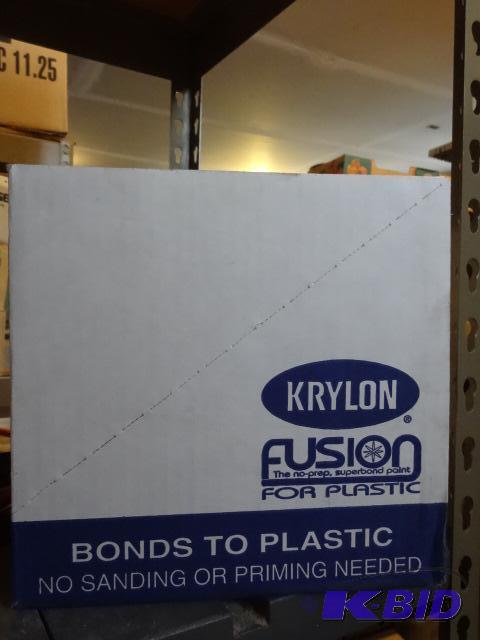 C 11.25
KRYLON®
FUSION
The no-prep, superbond paint
FOR PLASTIC
BONDS TO PLASTIC
NO SANDING OR PRIMING NEEDED
K-BID